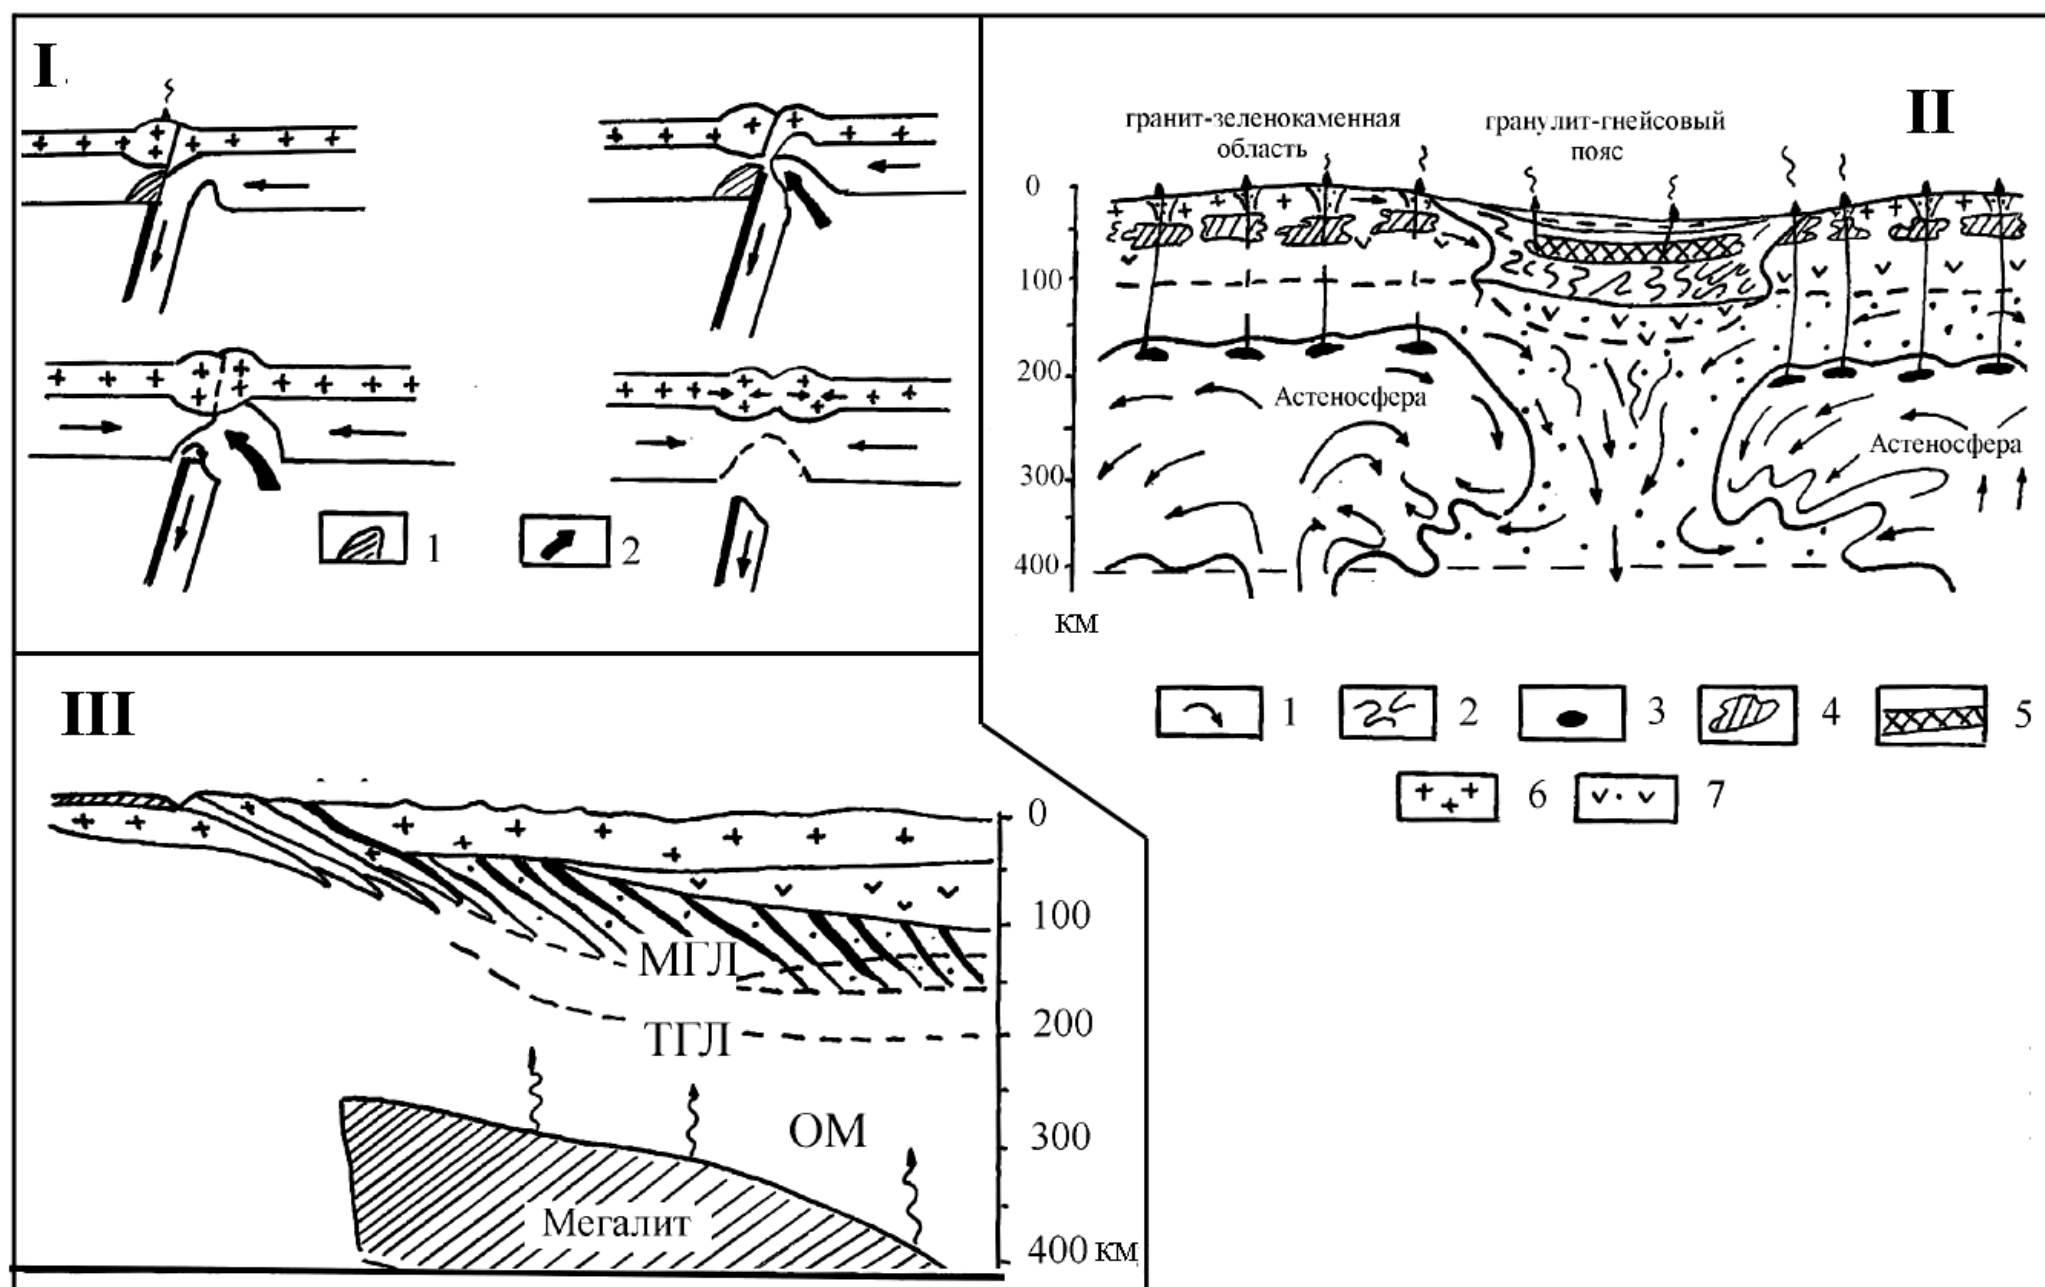 I
1
2
II
гранит-зеленокаменная
область
гранулит-гнейсовый
пояс
0
100
200
300
400
км
Астеносфера
Астеносфера
1
2
3
4
5
6
7
III
0
100
200
300
400 км
МГЛ
ТГЛ
ОМ
Мегалит